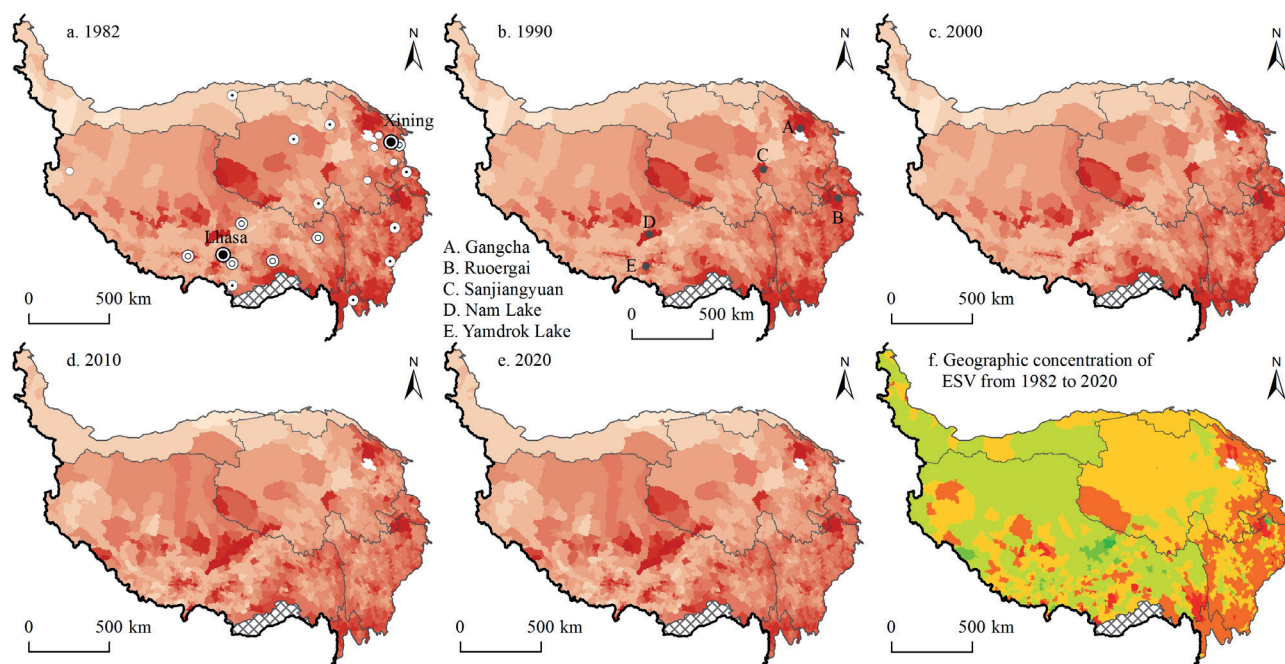 a. 1982
N
Xining
Lhasa
0 500 km
b. 1990
N
A
C
B
D
E
A. Gangcha
B. Ruoergai
C. Sanjiangyuan
D. Nam Lake
E. Yamdrok Lake
0 500 km
c. 2000
N
0 500 km
d. 2010
N
0 500 km
e. 2020
N
0 500 km
f. Geographic concentration of
ESV from 1982 to 2020
N
0 500 km